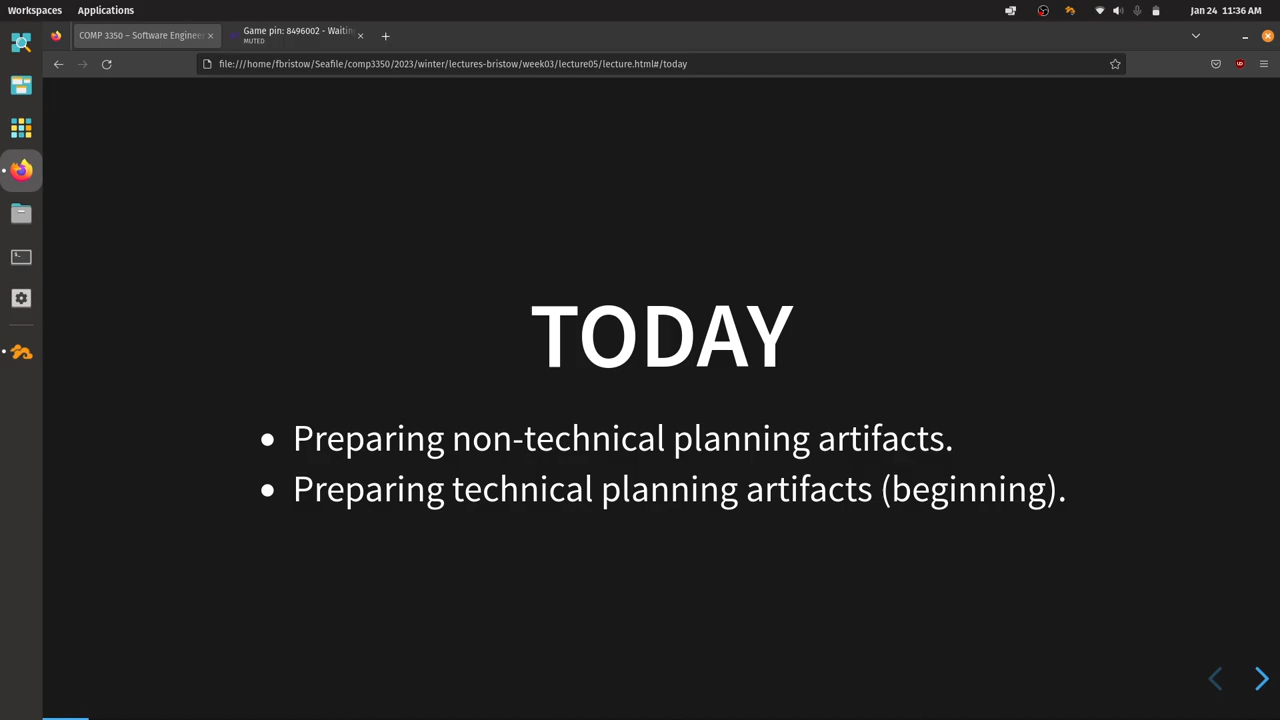 Workspaces Applications Jan 24 11:36 AM
COMP 3350 – Software Engineer Game pin: 8496002 - Waitin
MUTED
file:///home/fbristow/Seafile/comp3350/2023/winter/lectures-bristow/week03/lecture05/lecture.html#/today
TODAY
Preparing non-technical planning artifacts.
Preparing technical planning artifacts (beginning).